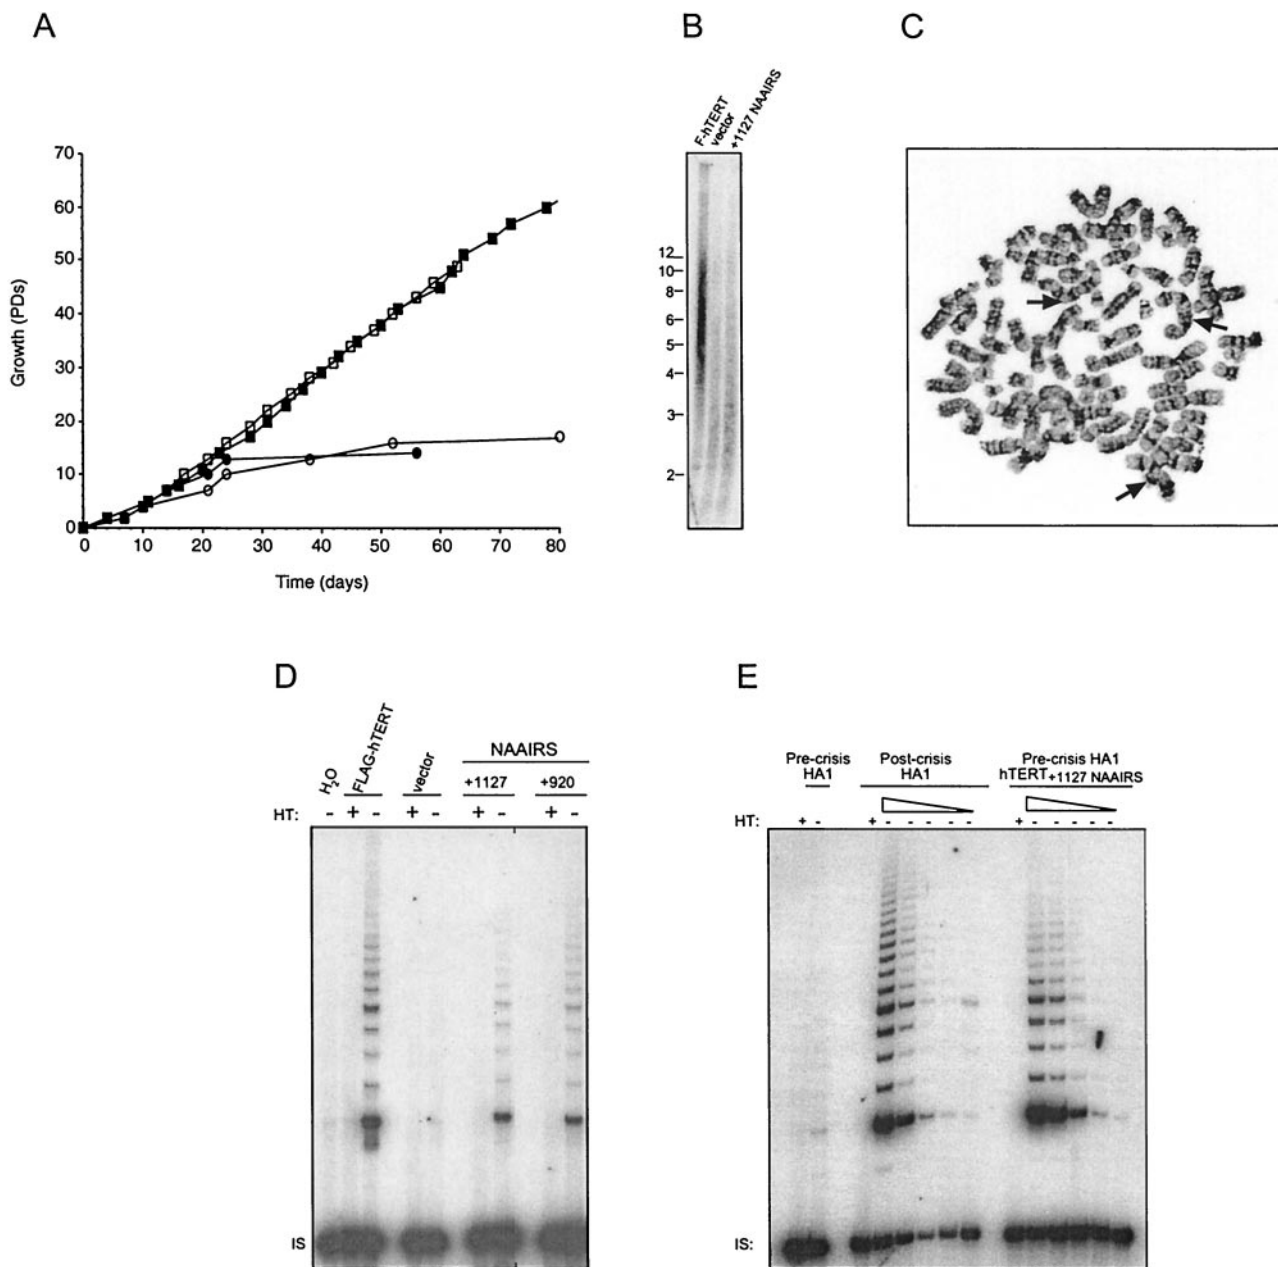 A
B
C
70
60
50
40
30
20
10
0
Growth (PDs)
0 10 20 30 40 50 60 70 80
Time (days)
F-hTERT
vector
+1127 NAAIRS
12
10
8
6
5
4
3
2
D
E
H2O
FLAG-hTERT
vector
NAAIRS
+1127 +920
HT: - + - + - + - + -
IS
Pre-crisis HA1
Post-crisis HA1
Pre-crisis HA1
hTERT+1127 NAAIRS
HT: + - + - - - - - + - - - - -
IS: